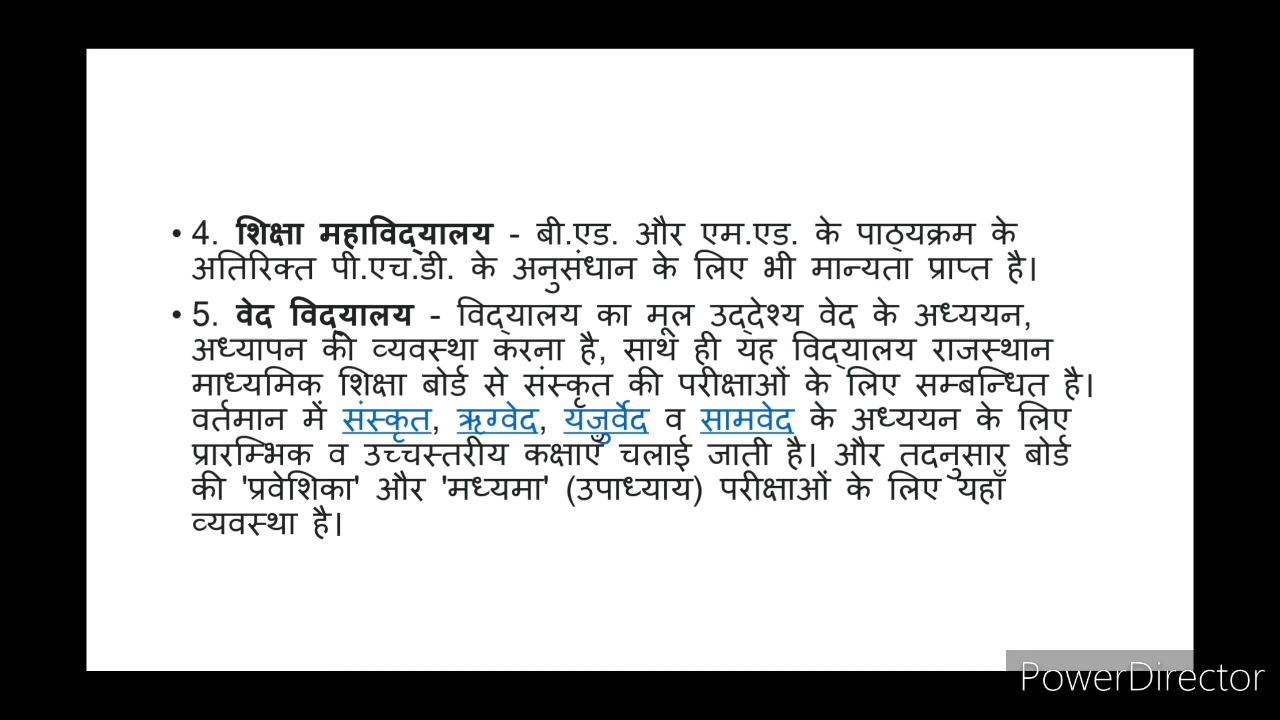 • 4. शिक्षा महाविद्यालय - बी.एड. और एम.एड. के पाठ्यक्रम के
अतिरिक्त पी.एच.डी. के अनुसंधान के लिए भी मान्यता प्राप्त है।
• 5. वेद विद्यालय - विद्यालय का मूल उद्देश्य वेद के अध्ययन,
अध्यापन की व्यवस्था करना है, साथ ही यह विद्यालय राजस्थान
माध्यमिक शिक्षा बोर्ड से संस्कृत की परीक्षाओं के लिए सम्बन्धित है।
वर्तमान में संस्कृत, ऋग्वेद, यजुर्वेद व सामवेद के अध्ययन के लिए
प्रारम्भिक व उच्चस्तरीय कक्षाएँ चलाई जाती है। और तदनुसार बोर्ड
की 'प्रवेशिका' और 'मध्यमा' (उपाध्याय) परीक्षाओं के लिए यहाँ
व्यवस्था है।
PowerDirector